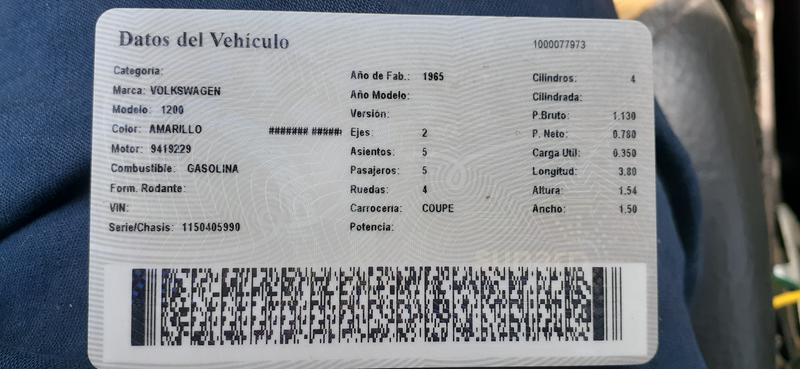 Datos del Vehículo
1000077973
Categoría:
Marca: VOLKSWAGEN
Modelo: 1200
Color: AMARILLO ####### #####
Motor: 9419229
Combustible: GASOLINA
Form. Rodante:
VIN:
Serie/Chasis: 1150405990
Año de Fab.: 1965
Año Modelo:
Versión:
Ejes: 2
Asientos: 5
Pasajeros: 5
Ruedas: 4
Carrocería: COUPE
Potencia:
Cilindros: 4
Cilindrada:
P.Bruto: 1.130
P. Neto: 0.780
Carga Util: 0.350
Longitud: 3.80
Altura: 1.54
Ancho: 1.50